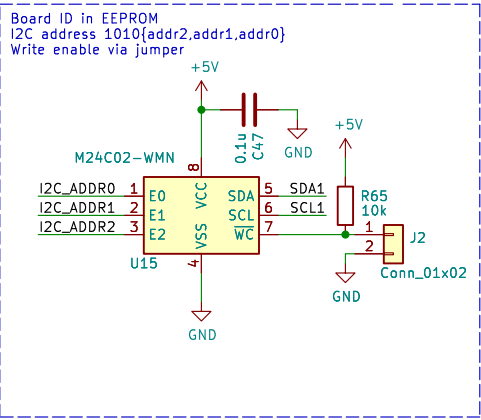 Board ID in EEPROM
I2C address 1010{addr2,addr1,addr0}
Write enable via jumper
+5V
+5V
0.1u
C47
GND
M24C02-WMN
8
I2C_ADDR0 1 E0 VCC SDA 5 SDA1
I2C_ADDR1 2 E1 SCL 6 SCL1
I2C_ADDR2 3 E2 VSS WC 7
R65
10k
1
J2
2
U15
4
Conn_01x02
GND
GND